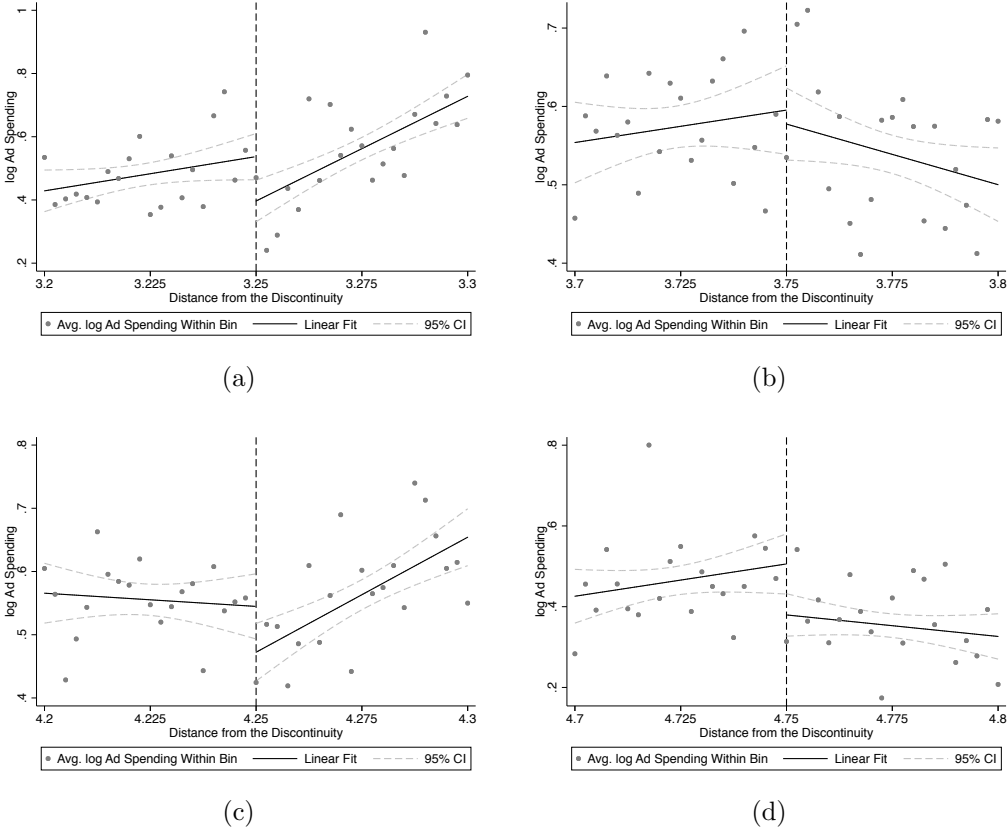 log Ad Spending
1
.8
.6
.4
.2
3.2
3.225
3.25
3.275
3.3
Distance from the Discontinuity
Avg. log Ad Spending Within Bin
Linear Fit
95% CI
(a)
log Ad Spending
.7
.6
.5
.4
3.7
3.725
3.75
3.775
3.8
Distance from the Discontinuity
Avg. log Ad Spending Within Bin
Linear Fit
95% CI
(b)
log Ad Spending
.8
.7
.6
.5
.4
4.2
4.225
4.25
4.275
4.3
Distance from the Discontinuity
Avg. log Ad Spending Within Bin
Linear Fit
95% CI
(c)
log Ad Spending
.8
.6
.4
.2
4.7
4.725
4.75
4.775
4.8
Distance from the Discontinuity
Avg. log Ad Spending Within Bin
Linear Fit
95% CI
(d)